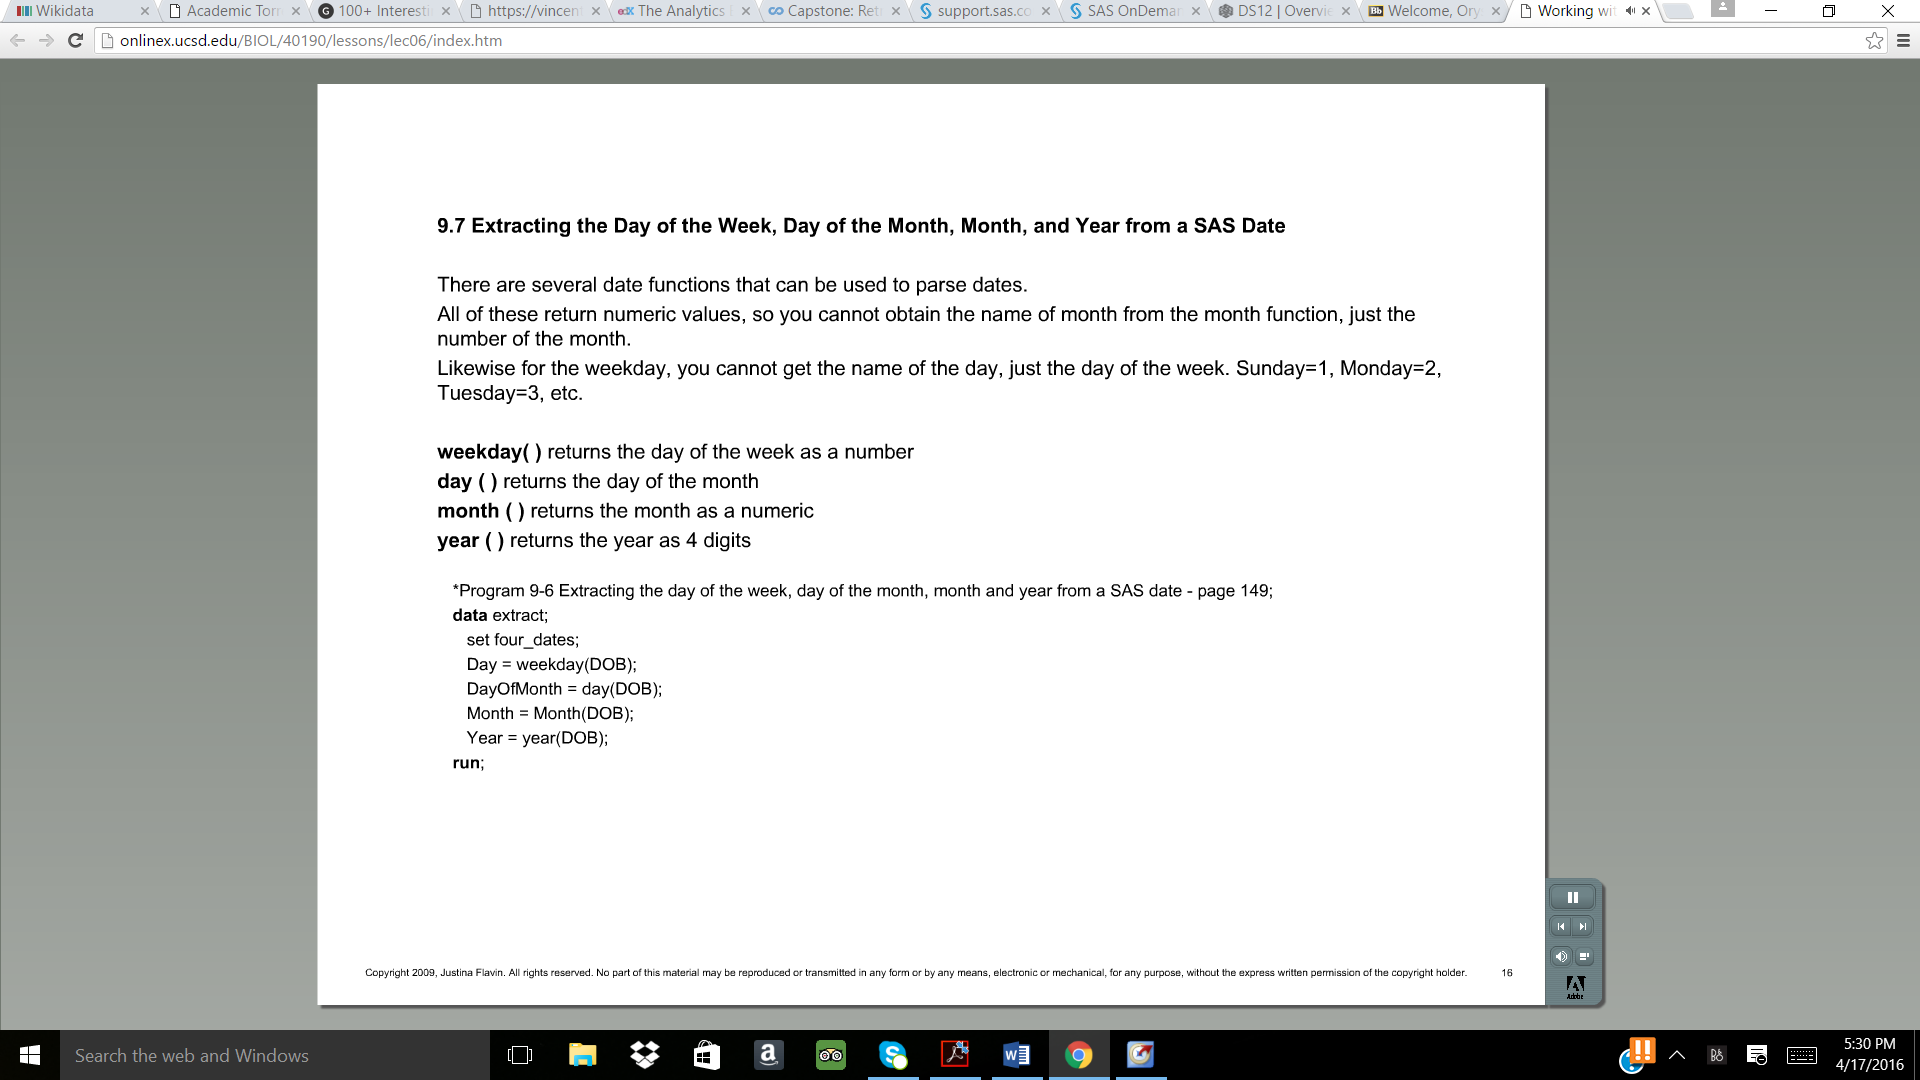 Wikidata
Academic Torr
100+ Interesti
https://vincen
edX The Analytics
Capstone: Ret
support.sas.co
SAS OnDeman
DS12 | Overvie
Bb Welcome, Ory
Working wit
onlinex.ucsd.edu/BIOL/40190/lessons/lec06/index.htm
9.7 Extracting the Day of the Week, Day of the Month, Month, and Year from a SAS Date
There are several date functions that can be used to parse dates.
All of these return numeric values, so you cannot obtain the name of month from the month function, just the
number of the month.
Likewise for the weekday, you cannot get the name of the day, just the day of the week. Sunday=1, Monday=2,
Tuesday=3, etc.
weekday( ) returns the day of the week as a number
day ( ) returns the day of the month
month ( ) returns the month as a numeric
year ( ) returns the year as 4 digits
*Program 9-6 Extracting the day of the week, day of the month, month and year from a SAS date - page 149;
data extract;
set four_dates;
Day = weekday(DOB);
DayOfMonth = day(DOB);
Month = Month(DOB);
Year = year(DOB);
run;
Copyright 2009, Justina Flavin. All rights reserved. No part of this material may be reproduced or transmitted in any form or by any means, electronic or mechanical, for any purpose, without the express written permission of the copyright holder. 16
Adobe
Search the web and Windows
5:30 PM
4/17/2016